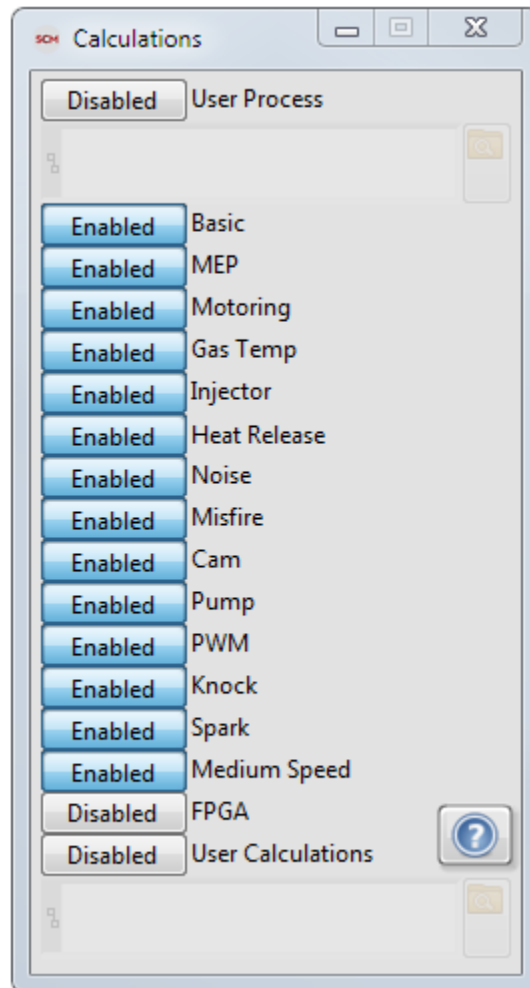 SCM Calculations
Disabled User Process
Enabled Basic
Enabled MEP
Enabled Motoring
Enabled Gas Temp
Enabled Injector
Enabled Heat Release
Enabled Noise
Enabled Misfire
Enabled Cam
Enabled Pump
Enabled PWM
Enabled Knock
Enabled Spark
Enabled Medium Speed
Disabled FPGA
Disabled User Calculations
?